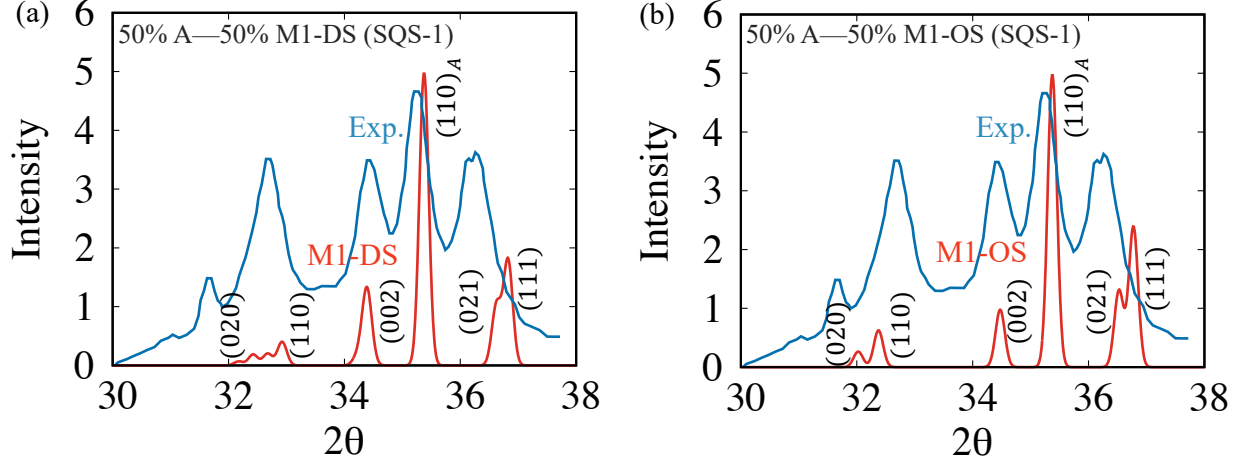 (a)
50% A—50% M1-DS (SQS-1)
Intensity
6
5
4
3
2
1
0
Exp.
M1-DS
(020)
(110)
(002)
(110)A
(021)
(111)
30 32 34 36 38
2θ
(b)
50% A—50% M1-OS (SQS-1)
Intensity
6
5
4
3
2
1
0
Exp.
M1-OS
(020)
(110)
(002)
(110)A
(021)
(111)
30 32 34 36 38
2θ